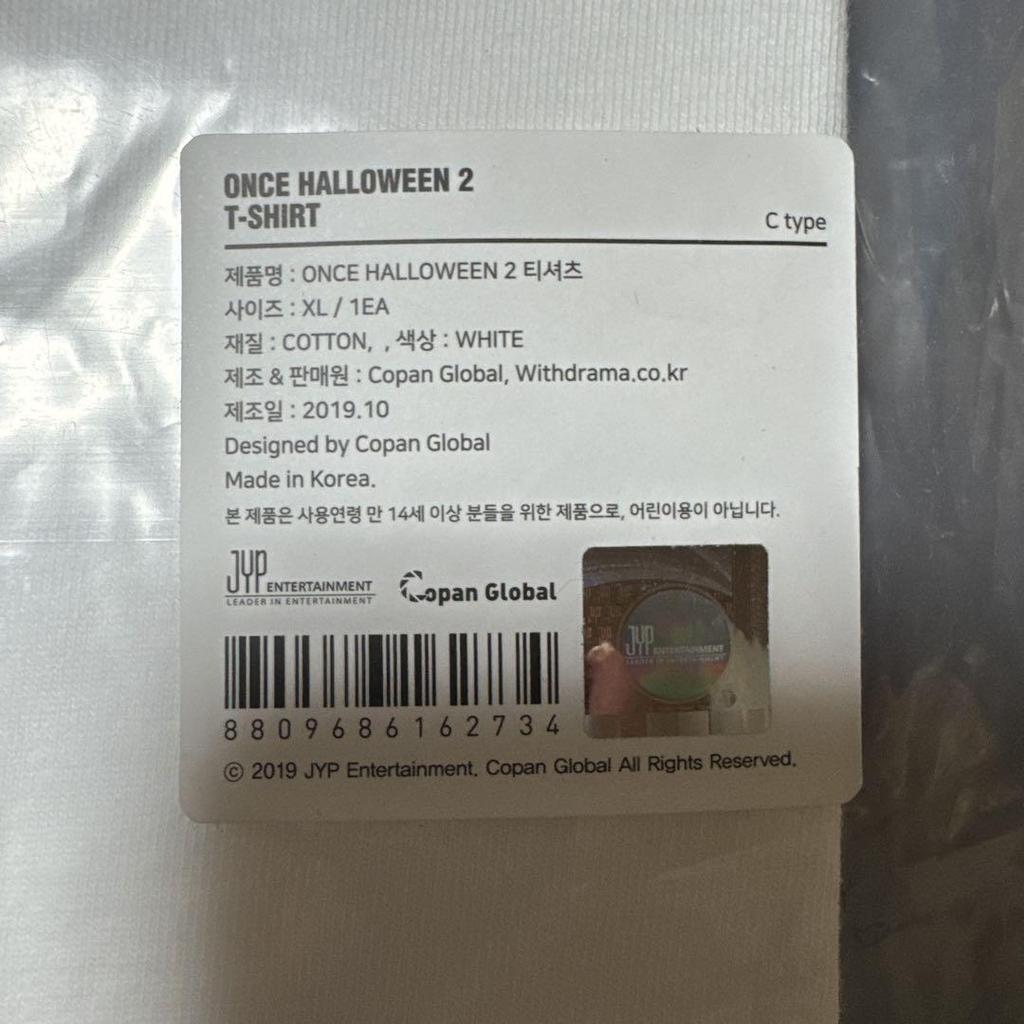 ONCE HALLOWEEN 2
T-SHIRT
C type
제품명 : ONCE HALLOWEEN 2 티셔츠
사이즈 : XL / 1EA
재질 : COTTON, , 색상 : WHITE
제조 & 판매원 : Copan Global, Withdrama.co.kr
제조일 : 2019.10
Designed by Copan Global
Made in Korea.
본 제품은 사용연령 만 14세 이상 분들을 위한 제품으로, 어린이용이 아닙니다.
JYP ENTERTAINMENT
LEADER IN ENTERTAINMENT
Copan Global
JYP ENTERTAINMENT
LEADER IN ENTERTAINMENT
8809686162734
© 2019 JYP Entertainment. Copan Global All Rights Reserved.